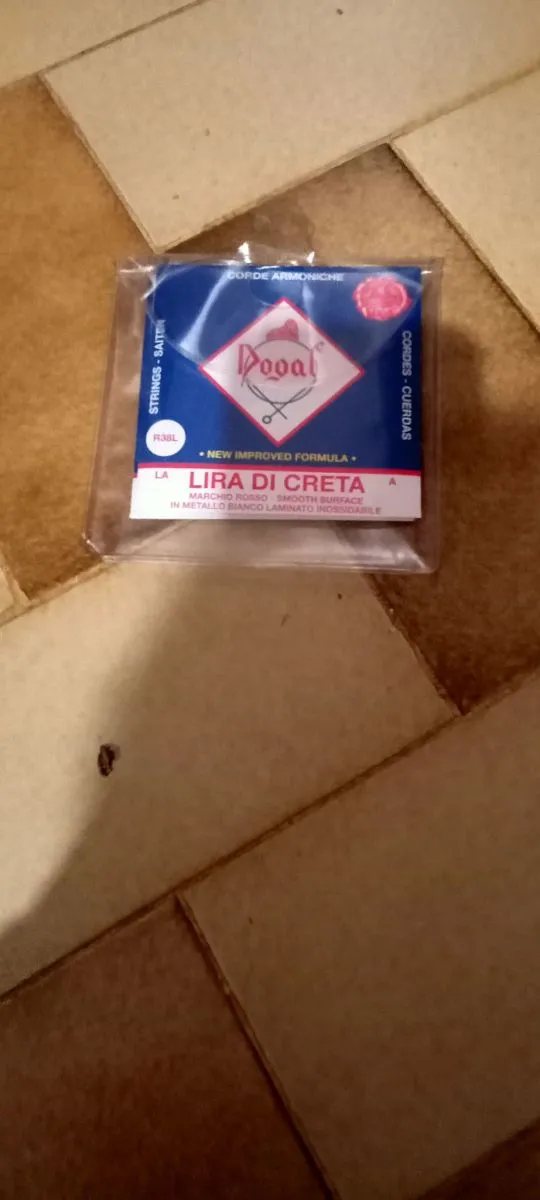 CORDE ARMONICHE
STRINGS - SAITEN
CORDES - CUERDAS
Dogal
R38L
• NEW IMPROVED FORMULA •
LA LIRA DI CRETA A
MARCHIO ROSSO - SMOOTH SURFACE
IN METALLO BIANCO LAMINATO INOSSIDABILE